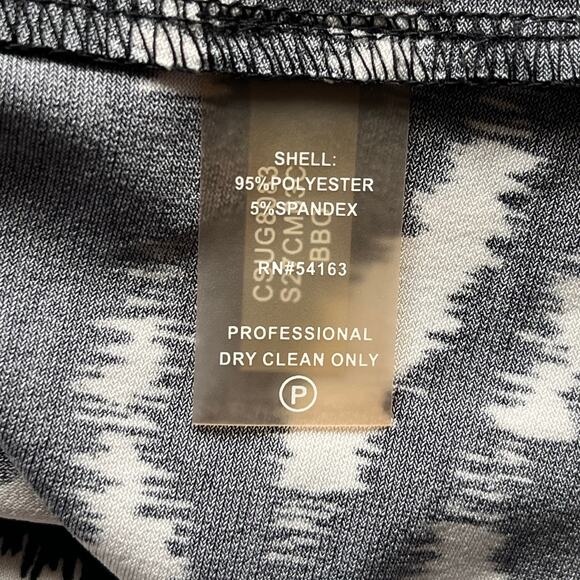 SHELL:
95%POLYESTER
5%SPANDEX
RN#54163
PROFESSIONAL
DRY CLEAN ONLY
P